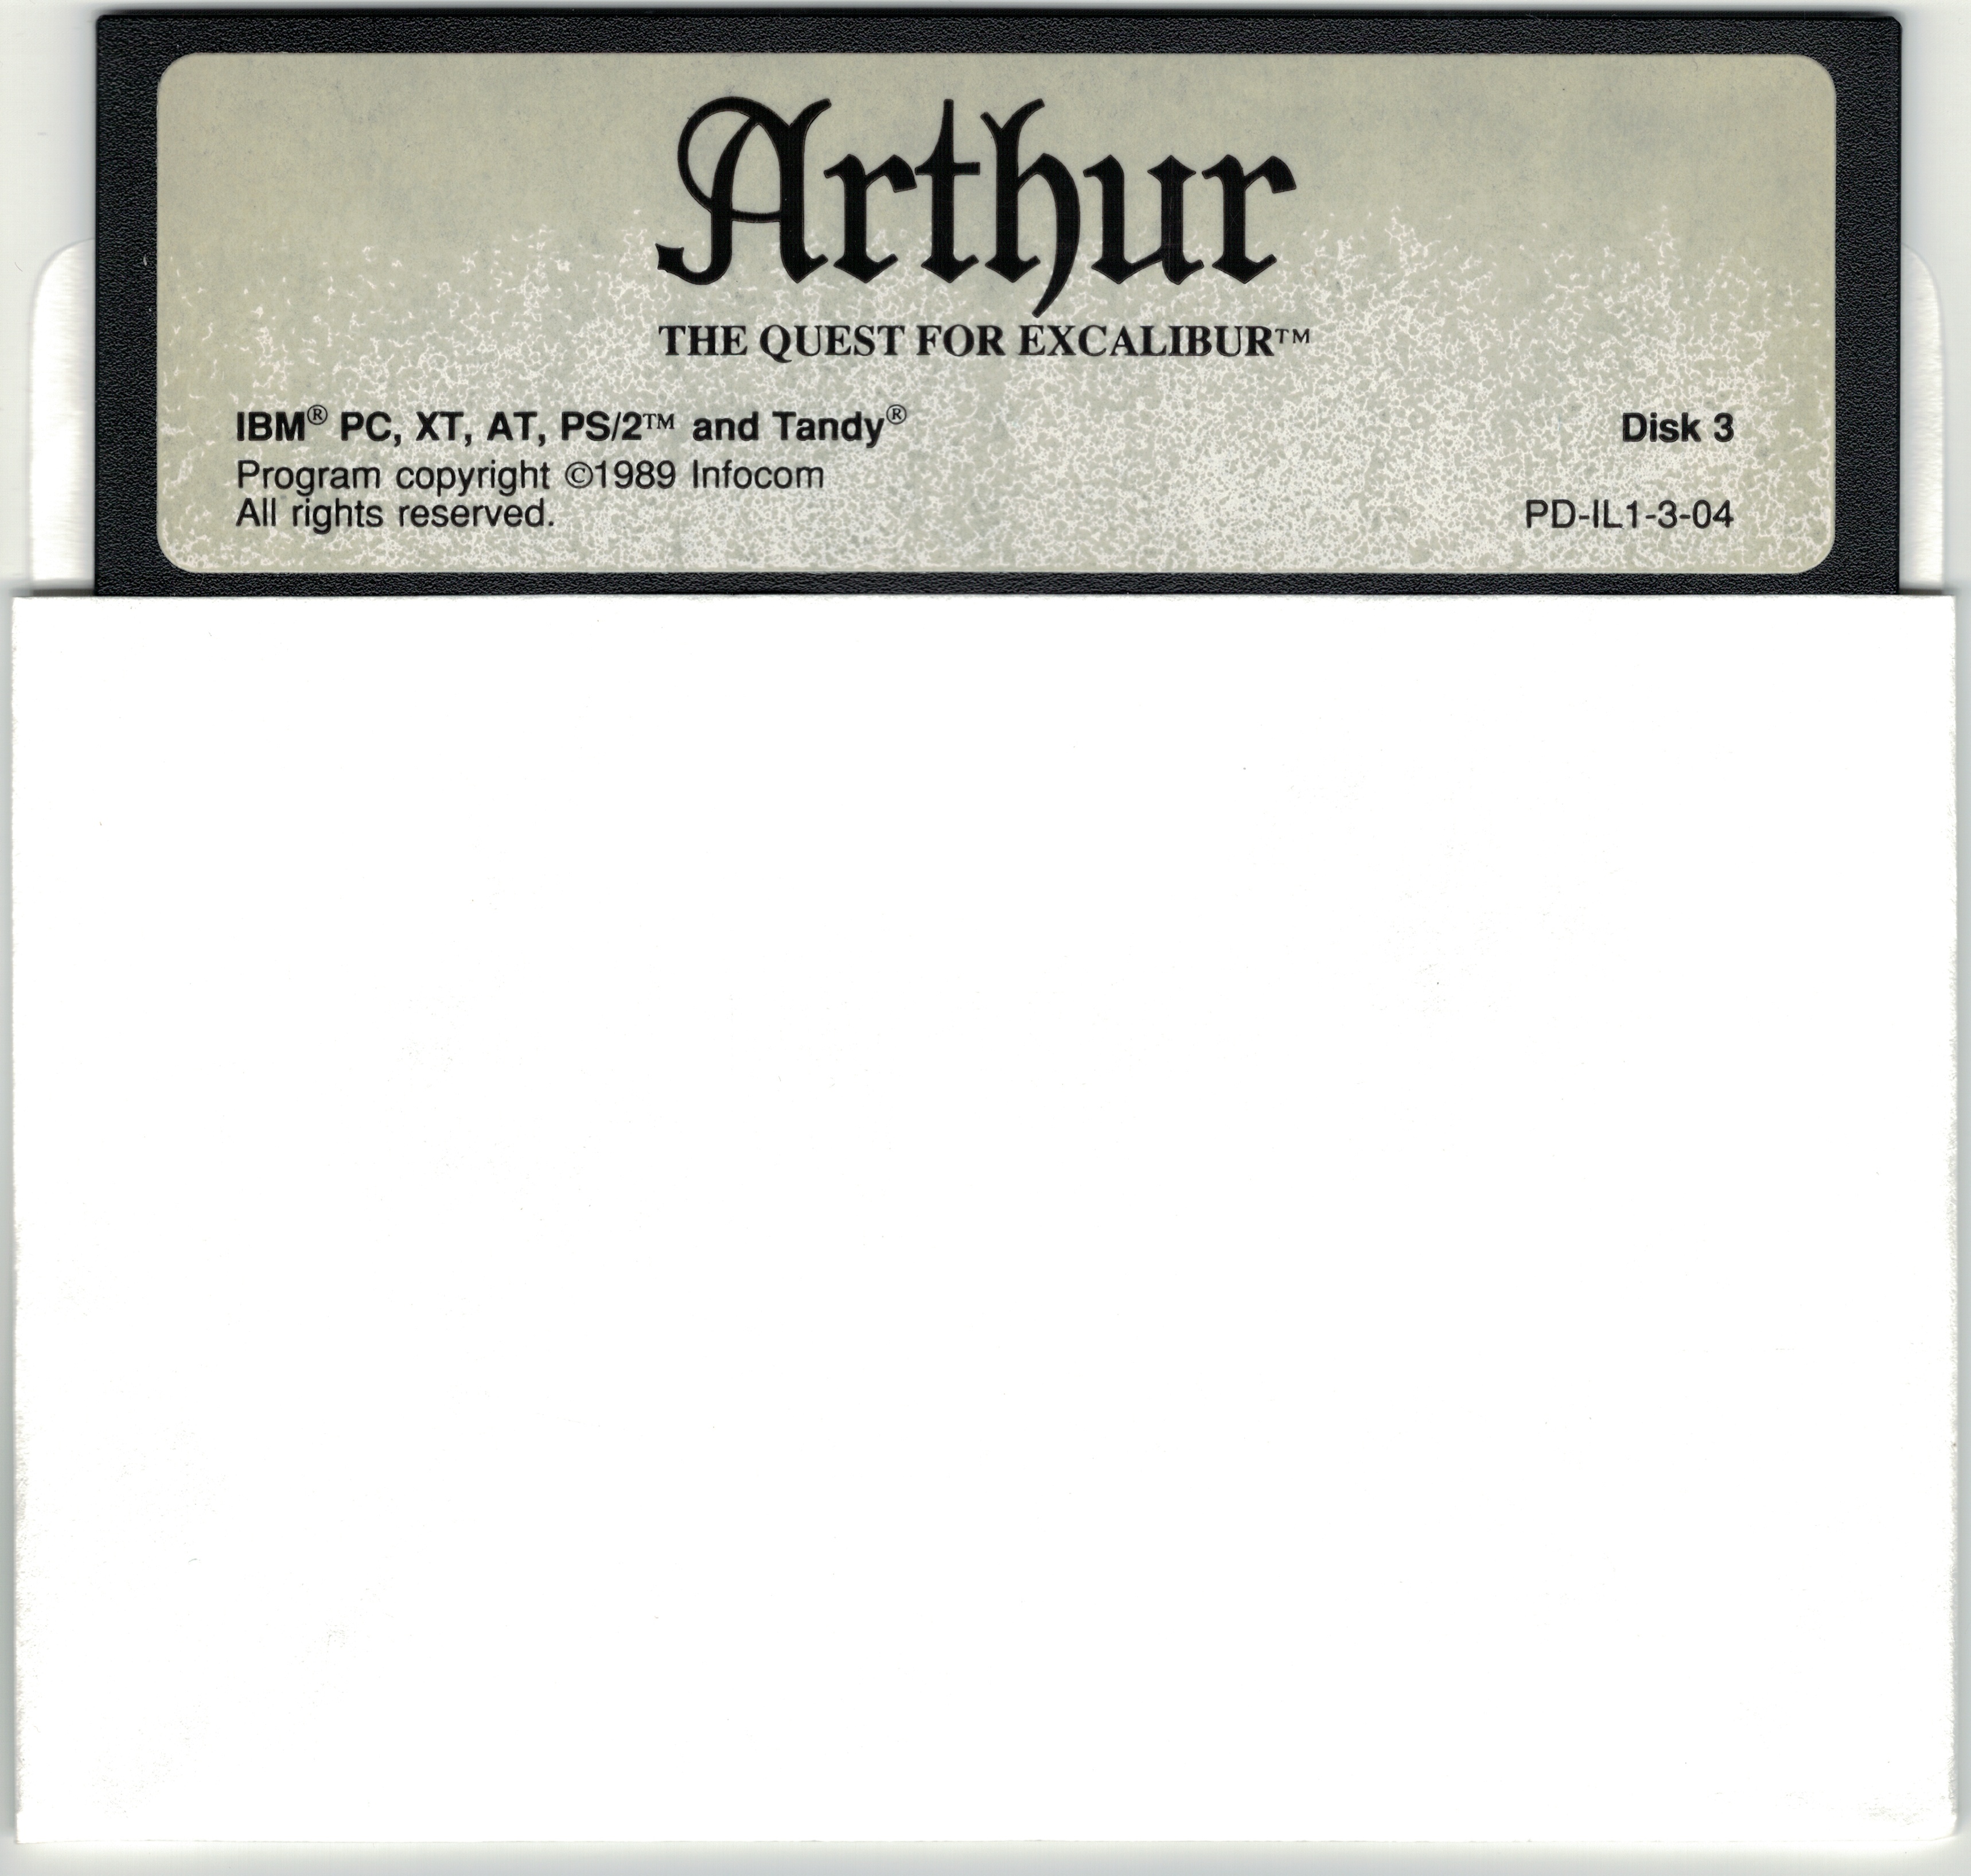 Arthur
THE QUEST FOR EXCALIBUR™
IBM® PC, XT, AT, PS/2™ and Tandy®
Disk 3
Program copyright ©1989 Infocom
All rights reserved.
PD-IL1-3-04